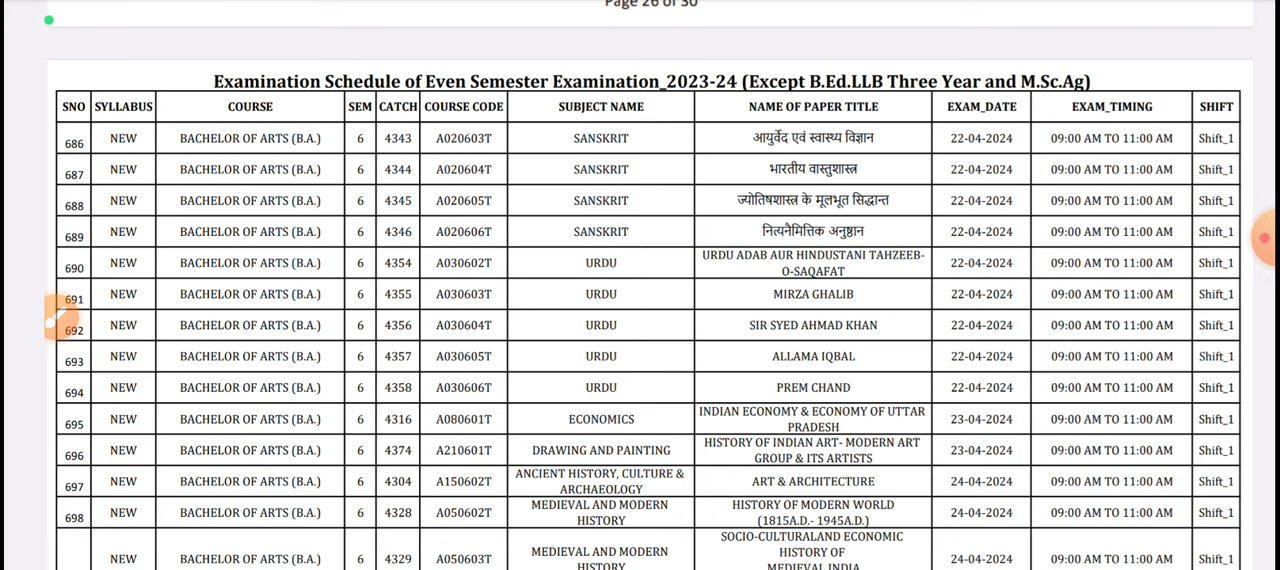 Page 26 of 30
Examination Schedule of Even Semester Examination_2023-24 (Except B.Ed.LLB Three Year and M.Sc.Ag)
SNO SYLLABUS COURSE SEM CATCH COURSE CODE SUBJECT NAME NAME OF PAPER TITLE EXAM_DATE EXAM_TIMING SHIFT
686 NEW BACHELOR OF ARTS (B.A.) 6 4343 A020603T SANSKRIT आयुर्वेद एवं स्वास्थ्य विज्ञान 22-04-2024 09:00 AM TO 11:00 AM Shift_1
687 NEW BACHELOR OF ARTS (B.A.) 6 4344 A020604T SANSKRIT भारतीय वास्तुशास्त्र 22-04-2024 09:00 AM TO 11:00 AM Shift_1
688 NEW BACHELOR OF ARTS (B.A.) 6 4345 A020605T SANSKRIT ज्योतिषशास्त्र के मूलभूत सिद्धान्त 22-04-2024 09:00 AM TO 11:00 AM Shift_1
689 NEW BACHELOR OF ARTS (B.A.) 6 4346 A020606T SANSKRIT नित्यनैमित्तिक अनुष्ठान 22-04-2024 09:00 AM TO 11:00 AM Shift_1
690 NEW BACHELOR OF ARTS (B.A.) 6 4354 A030602T URDU URDU ADAB AUR HINDUSTANI TAHZEEB-
O-SAQAFAT 22-04-2024 09:00 AM TO 11:00 AM Shift_1
691 NEW BACHELOR OF ARTS (B.A.) 6 4355 A030603T URDU MIRZA GHALIB 22-04-2024 09:00 AM TO 11:00 AM Shift_1
692 NEW BACHELOR OF ARTS (B.A.) 6 4356 A030604T URDU SIR SYED AHMAD KHAN 22-04-2024 09:00 AM TO 11:00 AM Shift_1
693 NEW BACHELOR OF ARTS (B.A.) 6 4357 A030605T URDU ALLAMA IQBAL 22-04-2024 09:00 AM TO 11:00 AM Shift_1
694 NEW BACHELOR OF ARTS (B.A.) 6 4358 A030606T URDU PREM CHAND 22-04-2024 09:00 AM TO 11:00 AM Shift_1
695 NEW BACHELOR OF ARTS (B.A.) 6 4316 A080601T ECONOMICS INDIAN ECONOMY & ECONOMY OF UTTAR
PRADESH 23-04-2024 09:00 AM TO 11:00 AM Shift_1
696 NEW BACHELOR OF ARTS (B.A.) 6 4374 A210601T DRAWING AND PAINTING HISTORY OF INDIAN ART- MODERN ART
GROUP & ITS ARTISTS 23-04-2024 09:00 AM TO 11:00 AM Shift_1
697 NEW BACHELOR OF ARTS (B.A.) 6 4304 A150602T ANCIENT HISTORY, CULTURE &
ARCHAEOLOGY ART & ARCHITECTURE 24-04-2024 09:00 AM TO 11:00 AM Shift_1
698 NEW BACHELOR OF ARTS (B.A.) 6 4328 A050602T MEDIEVAL AND MODERN
HISTORY HISTORY OF MODERN WORLD
(1815A.D.- 1945A.D.) 24-04-2024 09:00 AM TO 11:00 AM Shift_1
NEW BACHELOR OF ARTS (B.A.) 6 4329 A050603T MEDIEVAL AND MODERN
HISTORY SOCIO-CULTURALAND ECONOMIC
HISTORY OF
MEDIEVAL INDIA 24-04-2024 09:00 AM TO 11:00 AM Shift_1